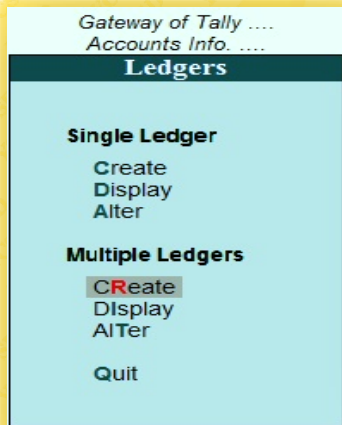 Gateway of Tally ....
Accounts Info. ....
Ledgers
Single Ledger
Create
Display
Alter
Multiple Ledgers
CReate
DIsplay
AlTer
Quit